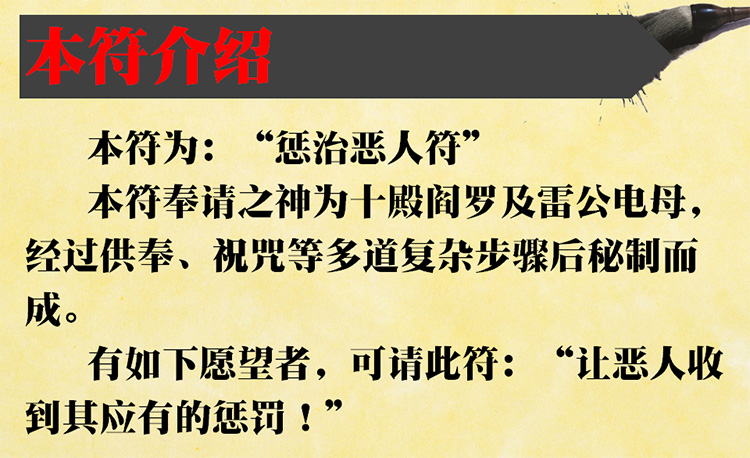 本符介绍
本符为：“惩治恶人符”
本符奉请之神为十殿阎罗及雷公电母，
经过供奉、祝咒等多道复杂步骤后秘制而
成。
有如下愿望者，可请此符：“让恶人收
到其应有的惩罚！”